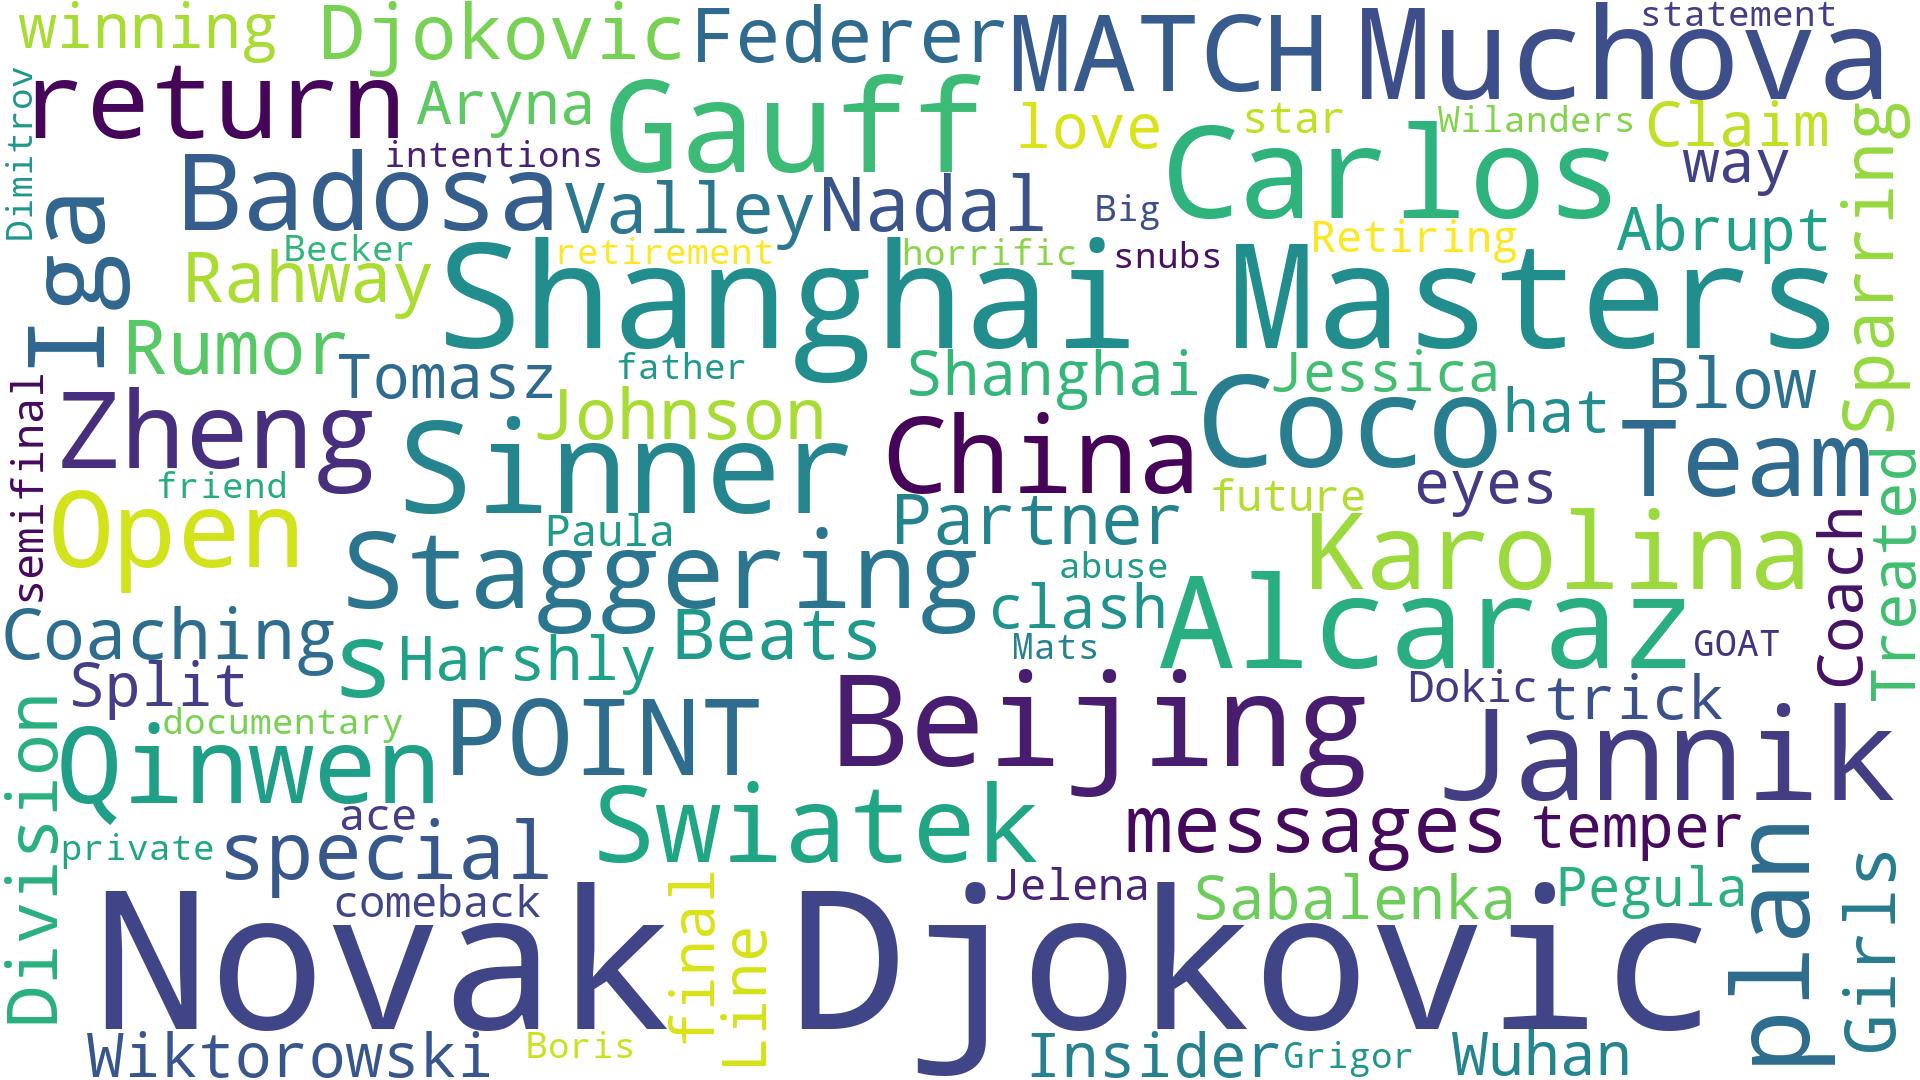 winning
Djokovic
Federer
MATCH
Muchova
statement
Dimitrov
return
Aryna
Gauff
love
star
Wilanders
Claim
Sparring
intentions
Carlos
way
Badosa
Valley
Nadal
Big
Iga
Becker
retirement
horrific
snubs
Retiring
Abrupt
Rahway
Shanghai Masters
Rumor
Tomasz
father
Shanghai
Jessica
Blow
semifinal
Zheng
Johnson
China
Coco
hat
Team
Sinner
friend
Open
future
eyes
Treated
Paula
Partner
Karolina
Coach
Staggering
abuse
clash
Alcaraz
Coaching
s
Harshly
Beats
Mats
GOAT
Split
Beijing
Dokic
trick
Division
documentary
POINT
Jannik
Qinwen
ace
Swiatek
messages
temper
plan
private
special
Girls
comeback
final
Jelena
Sabalenka
Pegula
Novak Djokovic
Line
Wiktorowski
Boris
Insider
Grigor
Wuhan